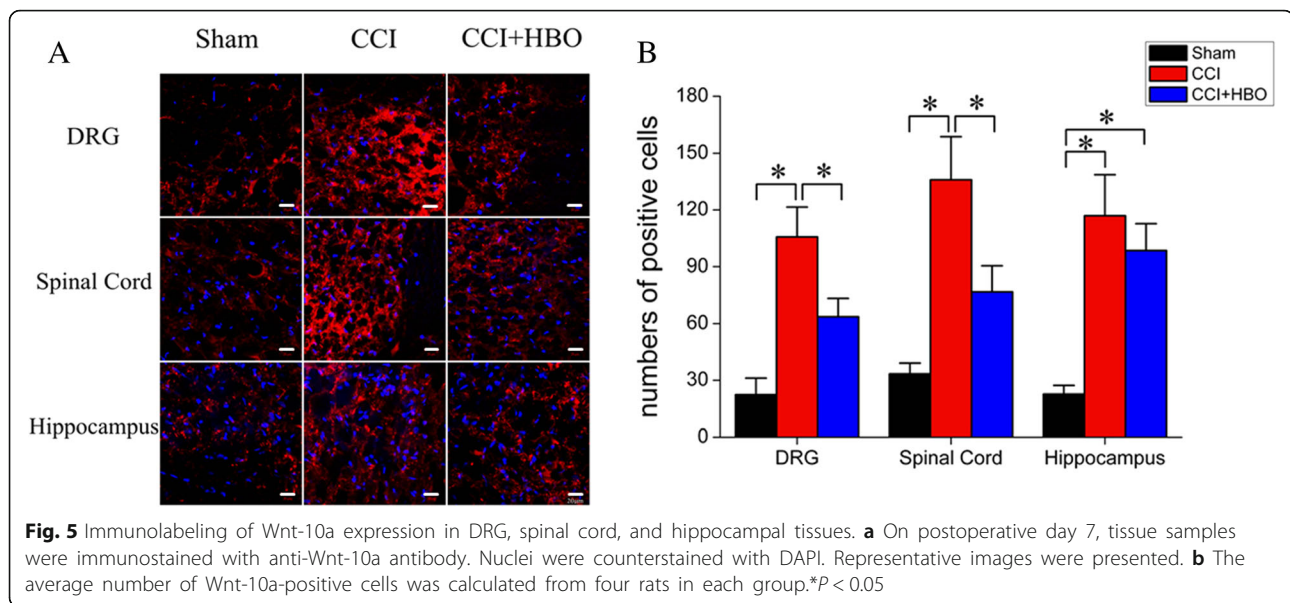 A
Sham
CCI
CCI+HBO
DRG
Spinal Cord
Hippocampus
20μm
B
Sham
CCI
CCI+HBO
numbers of positive cells
180
150
120
90
60
30
0
* * * * * *
DRG
Spinal Cord
Hippocampus
Fig. 5 Immunolabeling of Wnt-10a expression in DRG, spinal cord, and hippocampal tissues. a On postoperative day 7, tissue samples
were immunostained with anti-Wnt-10a antibody. Nuclei were counterstained with DAPI. Representative images were presented. b The
average number of Wnt-10a-positive cells was calculated from four rats in each group.*P < 0.05